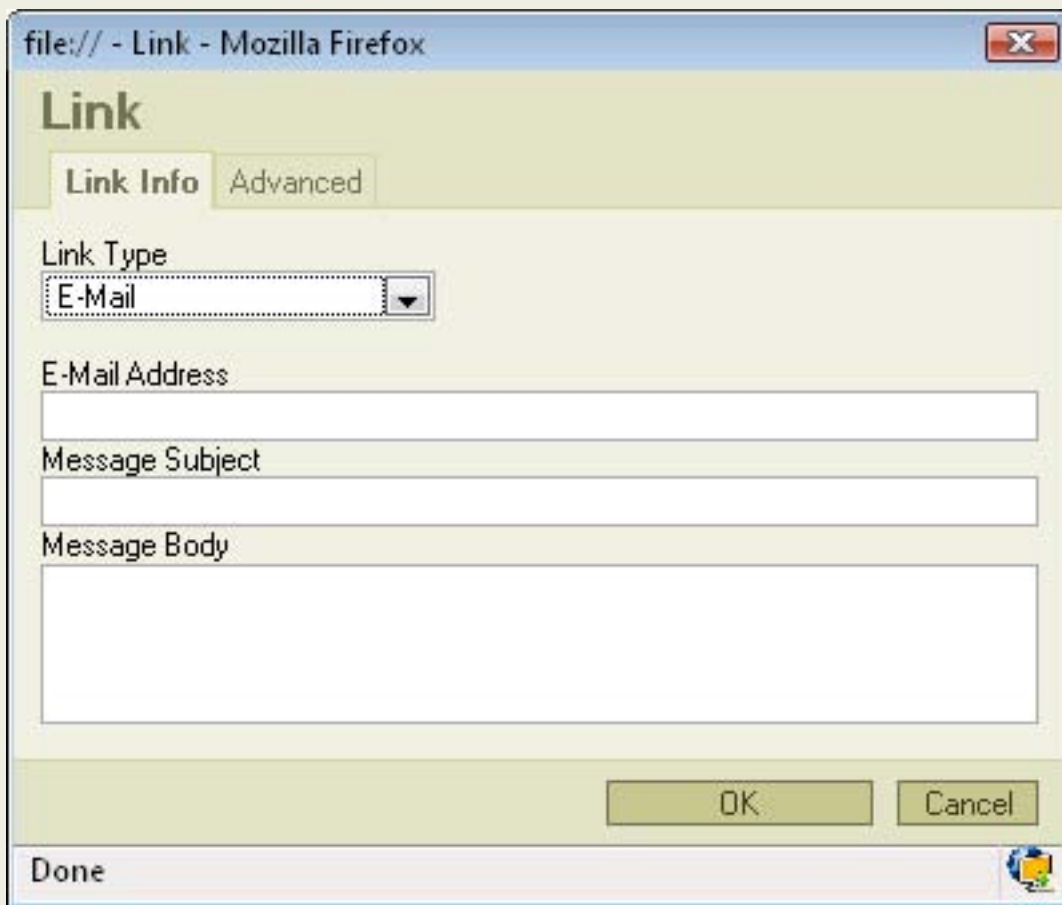 file:// - Link - Mozilla Firefox
Link
Link Info Advanced
Link Type
E-Mail
E-Mail Address
Message Subject
Message Body
OK Cancel
Done